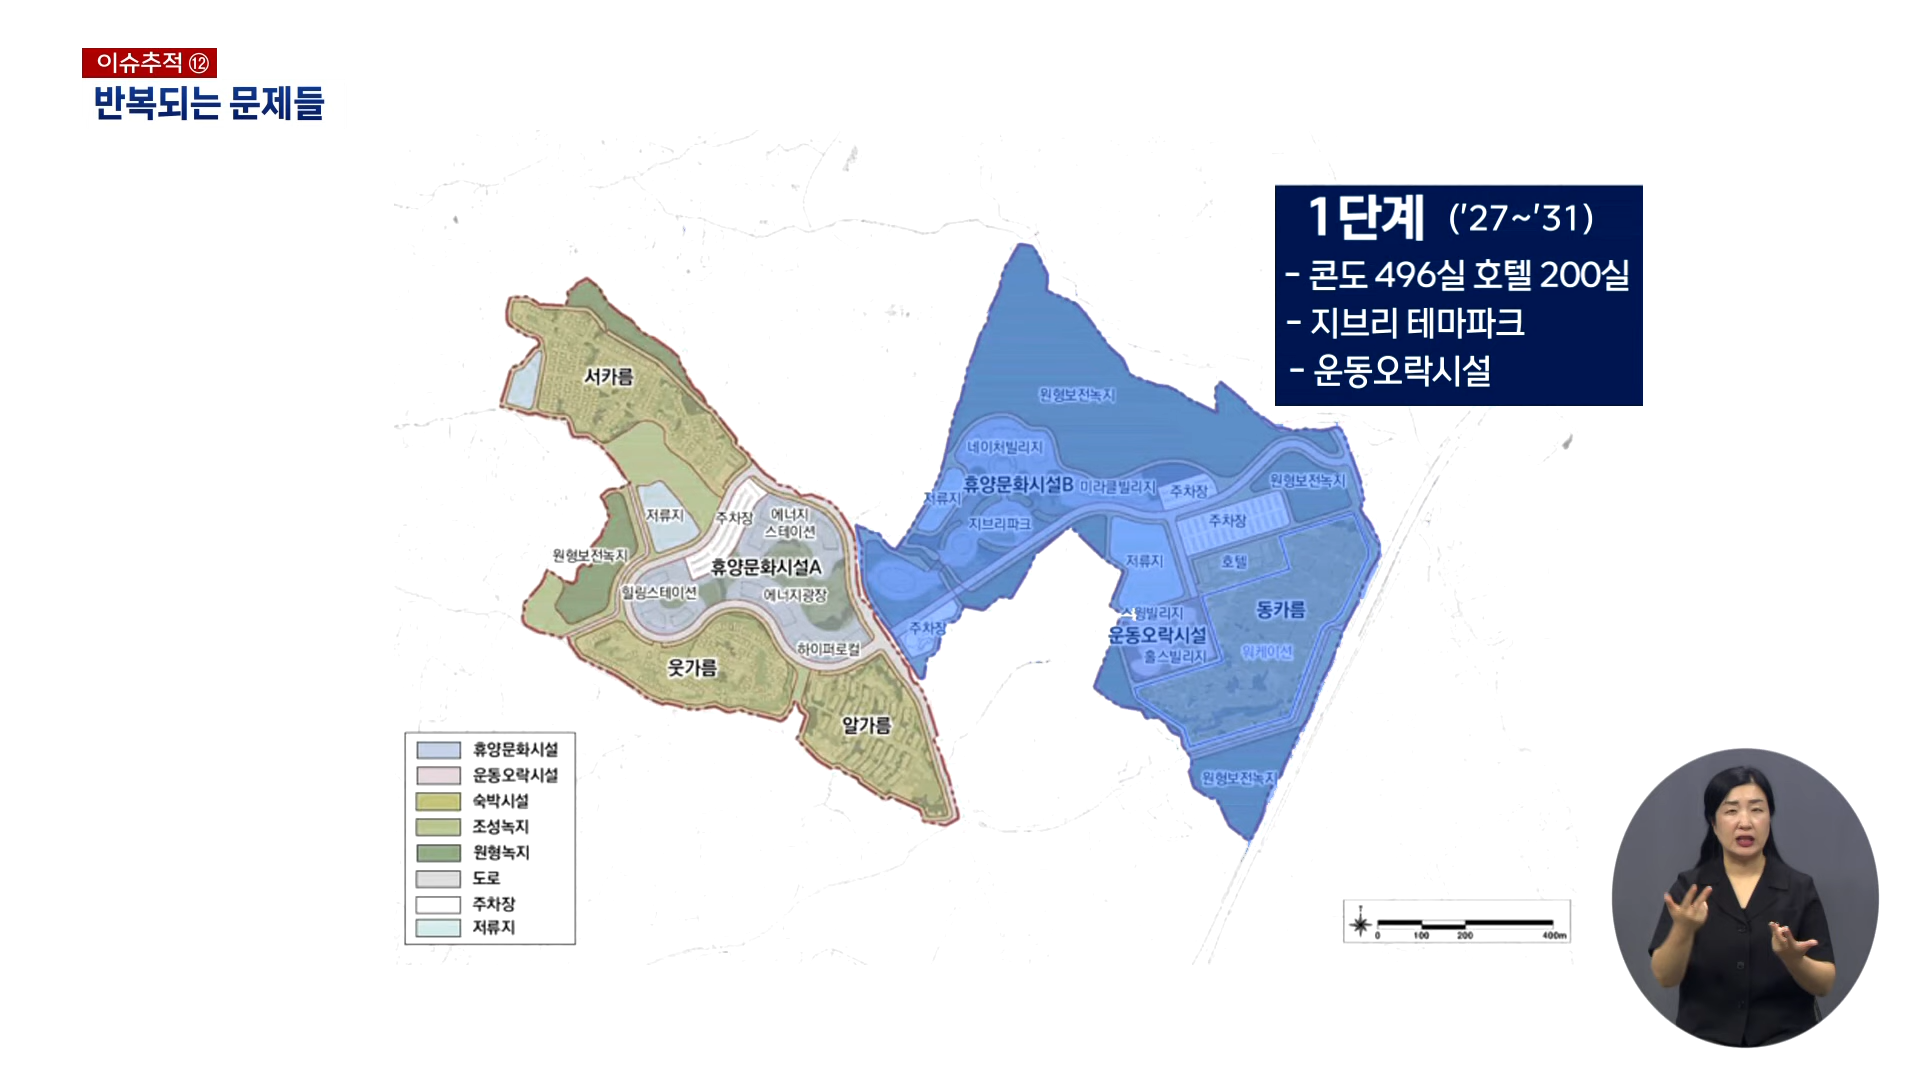 이슈추적 ⑫
반복되는 문제들
1단계 ('27~'31)
- 콘도 496실 호텔 200실
- 지브리 테마파크
- 운동오락시설
서카름
저류지
주차장
에너지
스테이션
원형보전녹지
휴양문화시설A
힐링스테이션
에너지광장
하이퍼로컬
웃가름
알가름
원형보전녹지
네이처빌리지
저류지
휴양문화시설B
미라클빌리지
주차장
원형보전녹지
지브리파크
주차장
저류지
호텔
주차장
스윙빌리지
운동오락시설
홀스빌리지
동카름
워케이션
원형보전녹지
휴양문화시설
운동오락시설
숙박시설
조성녹지
원형녹지
도로
주차장
저류지
0 100 200 400m